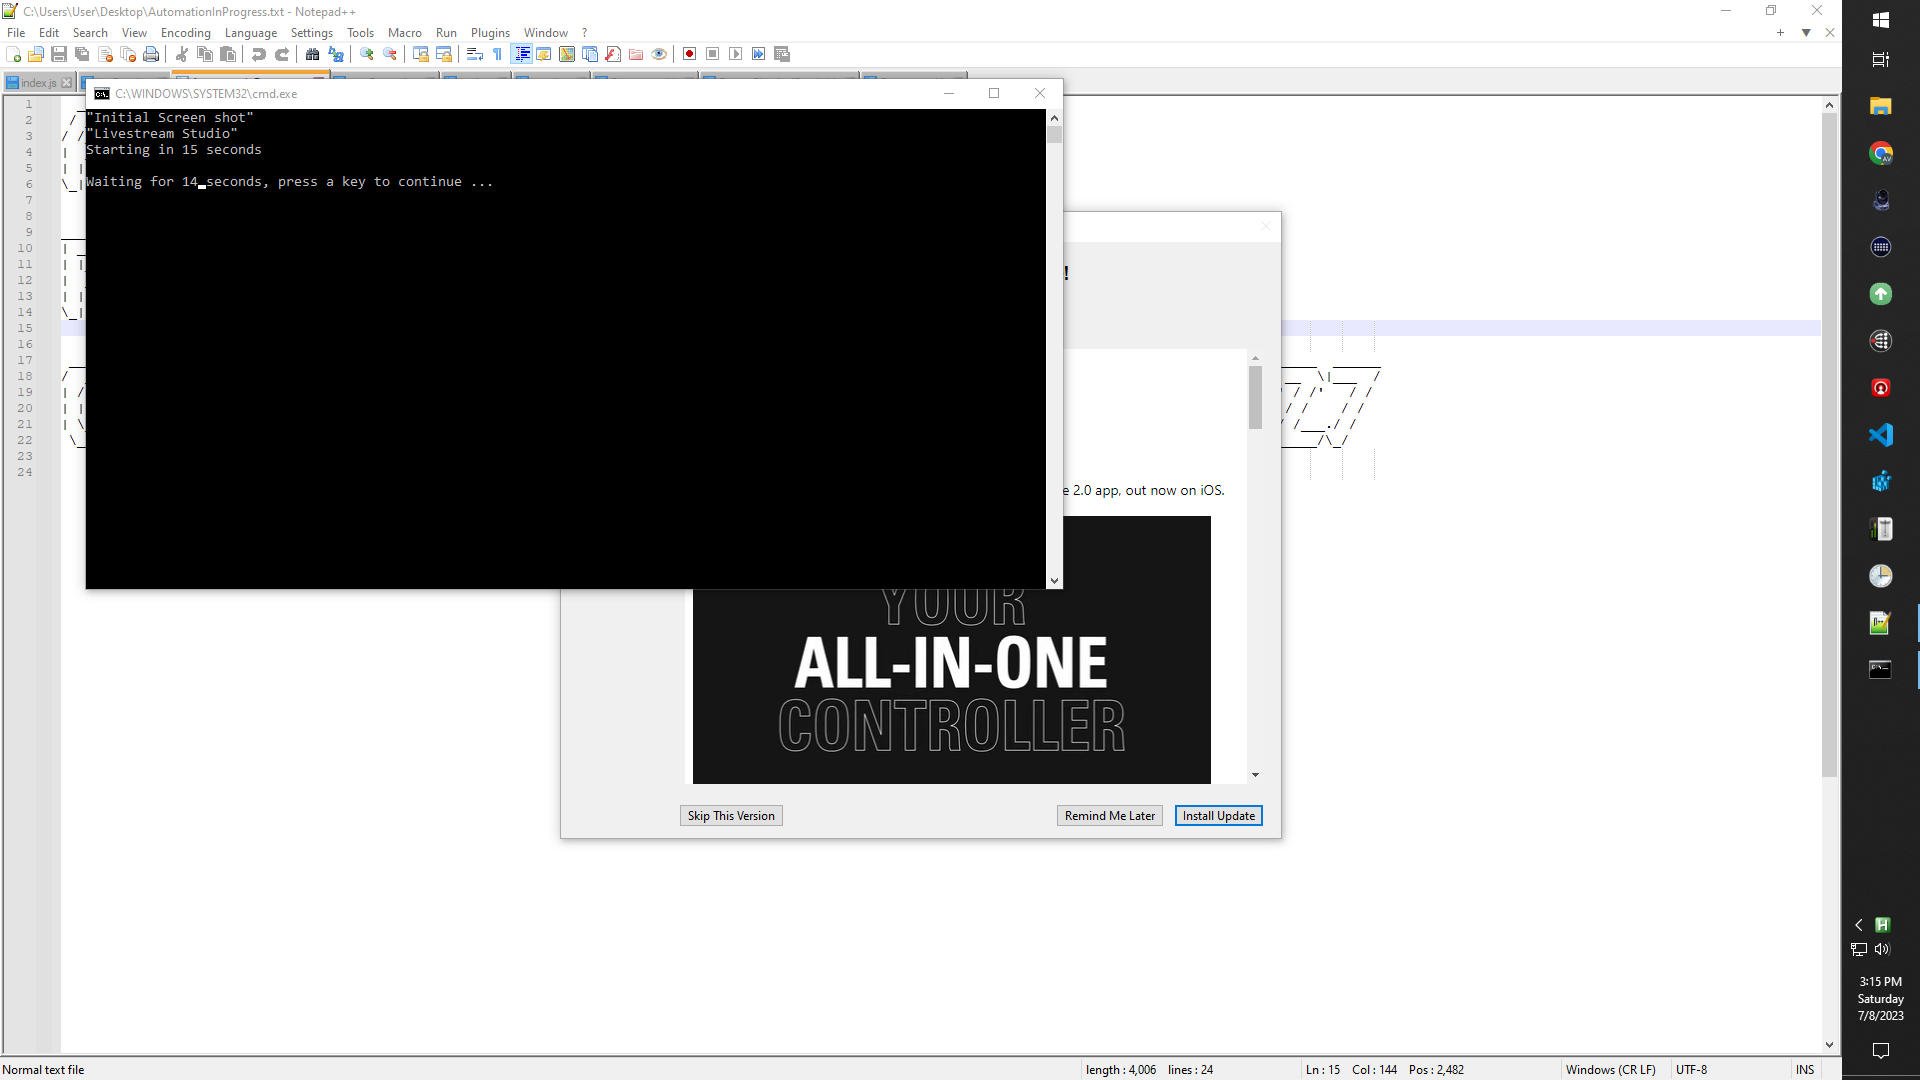 C:\Users\User\Desktop\AutomationInProgress.txt - Notepad++
File Edit Search View Encoding Language Settings Tools Macro Run Plugins Window ?
index.js
C:\WINDOWS\SYSTEM32\cmd.exe
"Initial Screen shot"
"Livestream Studio"
Starting in 15 seconds
Waiting for 14 seconds, press a key to continue ...
1
2
3
4
5
6
7
8
9
10
11
12
13
14
15
16
17
18
19
20
21
22
23
24
!
e 2.0 app, out now on iOS.
YOUR
ALL-IN-ONE
CONTROLLER
Skip This Version Remind Me Later Install Update
3:15 PM
Saturday
7/8/2023
Normal text file length : 4,006 lines : 24 Ln : 15 Col : 144 Pos : 2,482 Windows (CR LF) UTF-8 INS